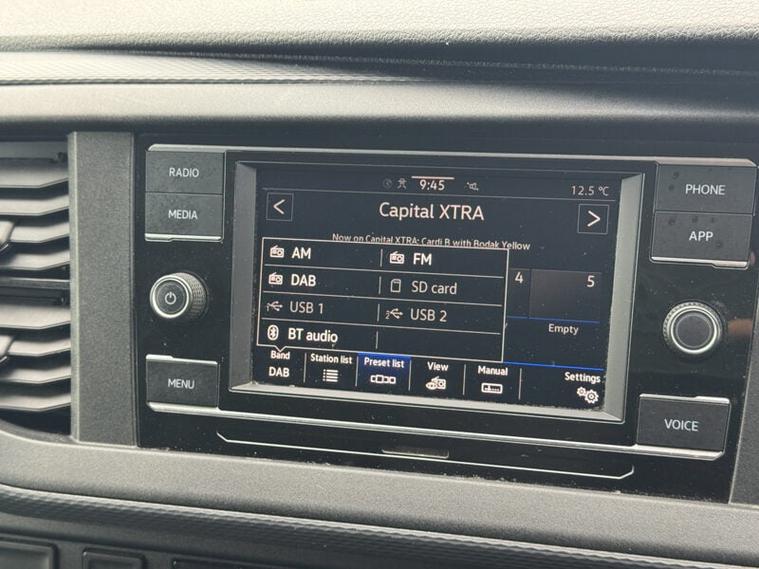 RADIO
MEDIA
MENU
9:45
12.5 °C
Capital XTRA
Now on Capital XTRA: Cardi B with Bodak Yellow
AM
FM
DAB
SD card
USB 1
USB 2
BT audio
4
5
Empty
Band
DAB
Station list
Preset list
View
Manual
Settings
PHONE
APP
VOICE